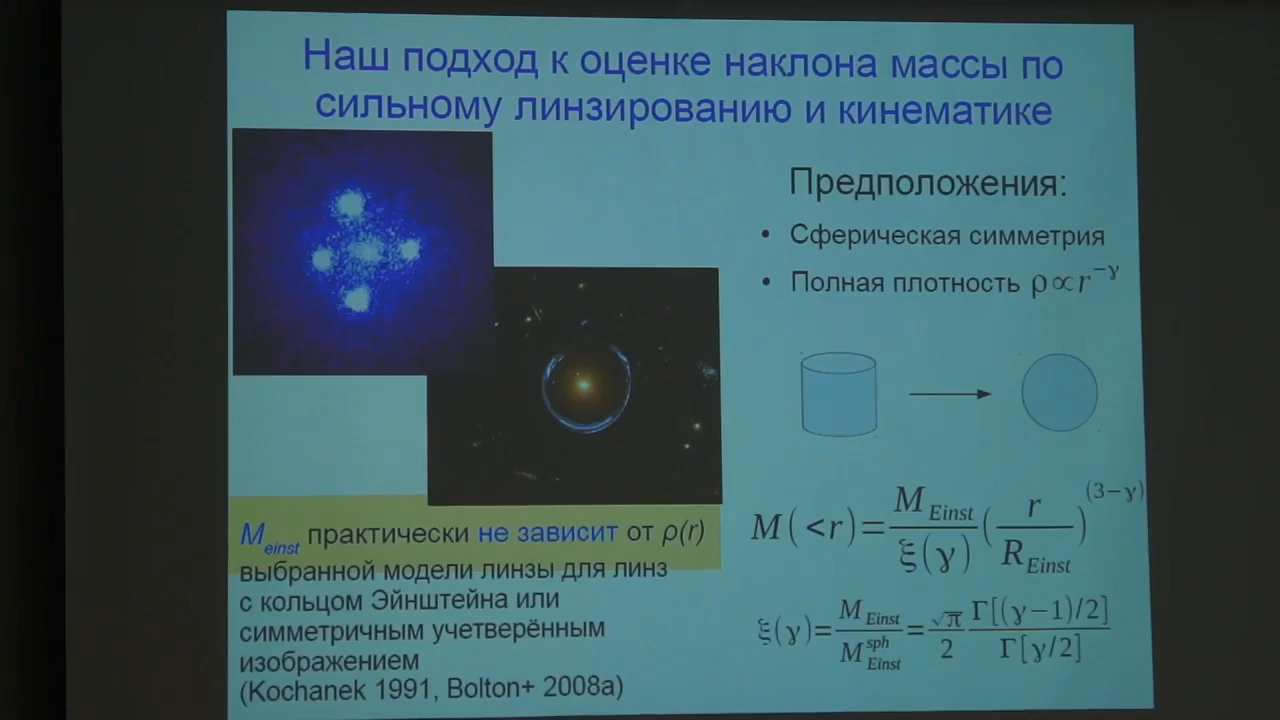 Наш подход к оценке наклона массы по
сильному линзированию и кинематике
Предположения:
• Сферическая симметрия
• Полная плотность ρ∝r^−γ
M_einst практически не зависит от ρ(r)
выбранной модели линзы для линз
с кольцом Эйнштейна или
симметричным учетверённым
изображением
(Kochanek 1991, Bolton+ 2008a)
M(<r)=M_Einst/ξ(γ) (r/R_Einst)^(3−γ)
ξ(γ)=M_Einst/M_Einst^sph=√π/2 Γ[(γ−1)/2]/Γ[γ/2]